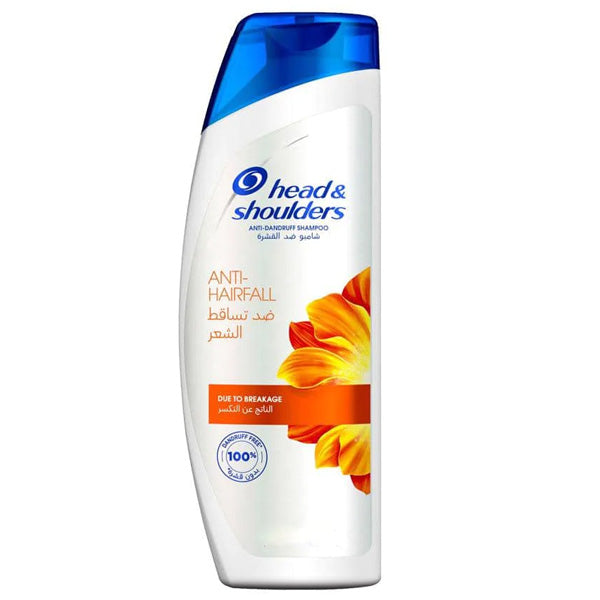 head &
shoulders
ANTI-DANDRUFF SHAMPOO
شامبو ضد القشرة
ANTI-
HAIRFALL
ضد تساقط
الشعر
DUE TO BREAKAGE
الناتج عن التكسر
DANDRUFF FREE*
100%
بدون قشرة*